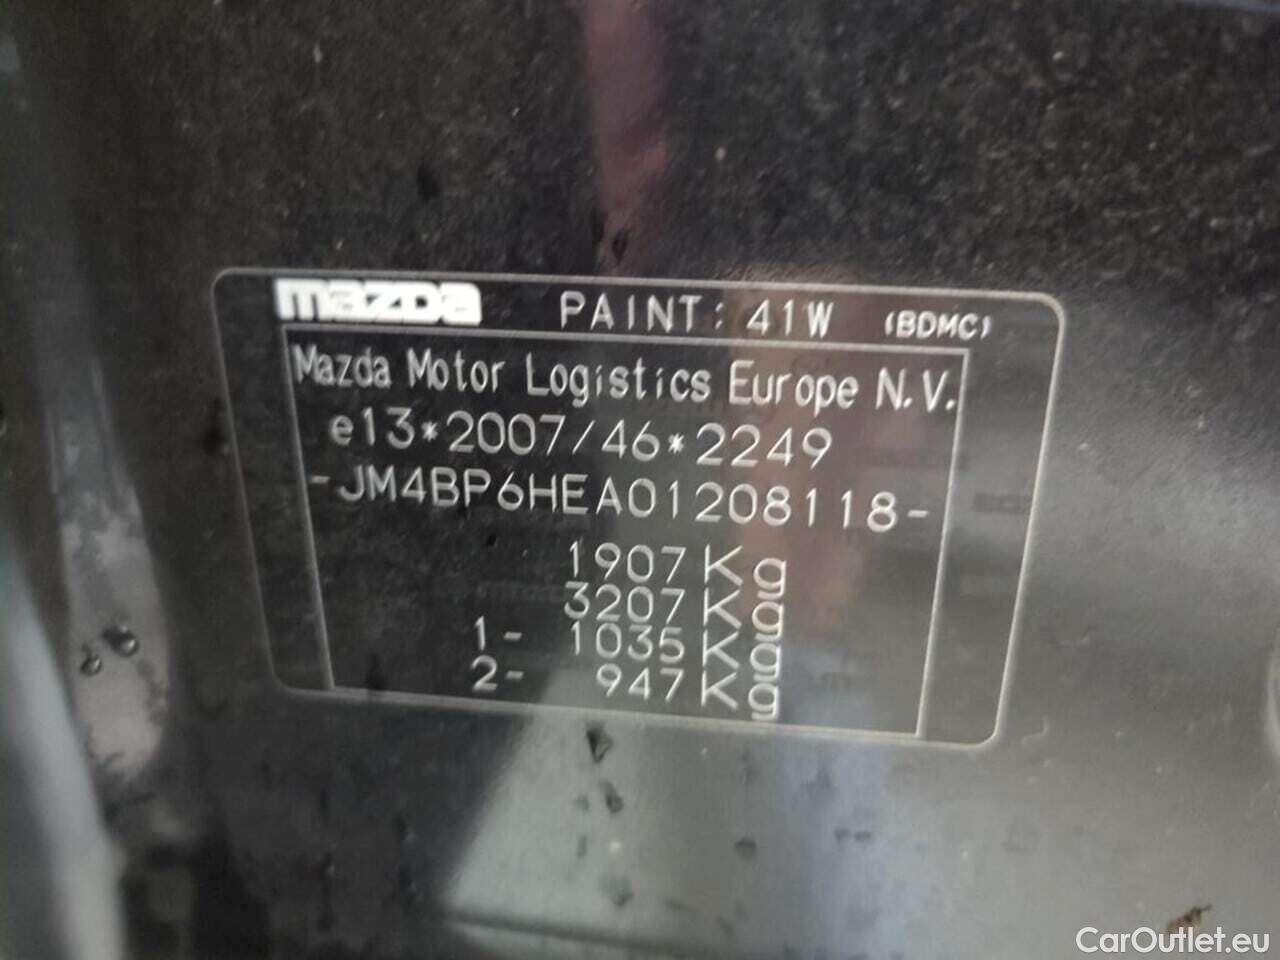 mazda PAINT: 41W (BDMC)
Mazda Motor Logistics Europe N.V.
e13*2007/46*2249
-JM4BP6HEA01208118-
1907 Kg
3207 Kg
1- 1035 Kg
2- 947 Kg
CarOutlet.eu